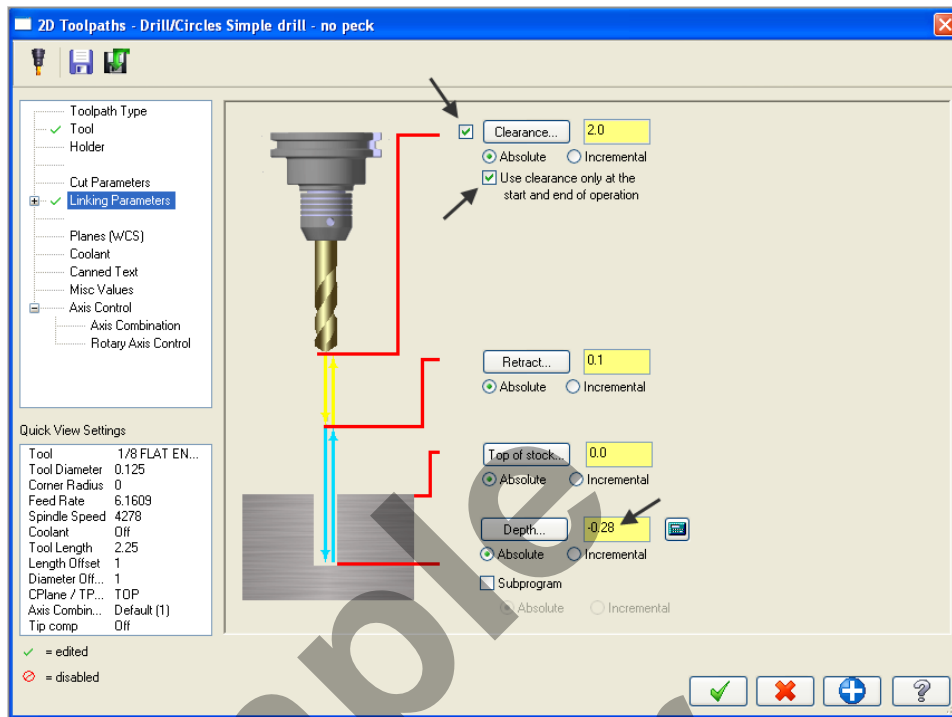 2D Toolpaths - Drill/Circles Simple drill - no peck
Toolpath Type
Tool
Holder
Cut Parameters
Linking Parameters
Planes (WCS)
Coolant
Canned Text
Misc Values
Axis Control
Axis Combination
Rotary Axis Control
Quick View Settings
Tool 1/8 FLAT EN...
Tool Diameter 0.125
Corner Radius 0
Feed Rate 6.1609
Spindle Speed 4278
Coolant Off
Tool Length 2.25
Length Offset 1
Diameter Off... 1
CPlane / TP... TOP
Axis Combin... Default (1)
Tip comp Off
= edited
= disabled
Clearance... 2.0
Absolute Incremental
Use clearance only at the
start and end of operation
Retract... 0.1
Absolute Incremental
Top of stock... 0.0
Absolute Incremental
Depth... -0.28
Absolute Incremental
Subprogram
Absolute Incremental